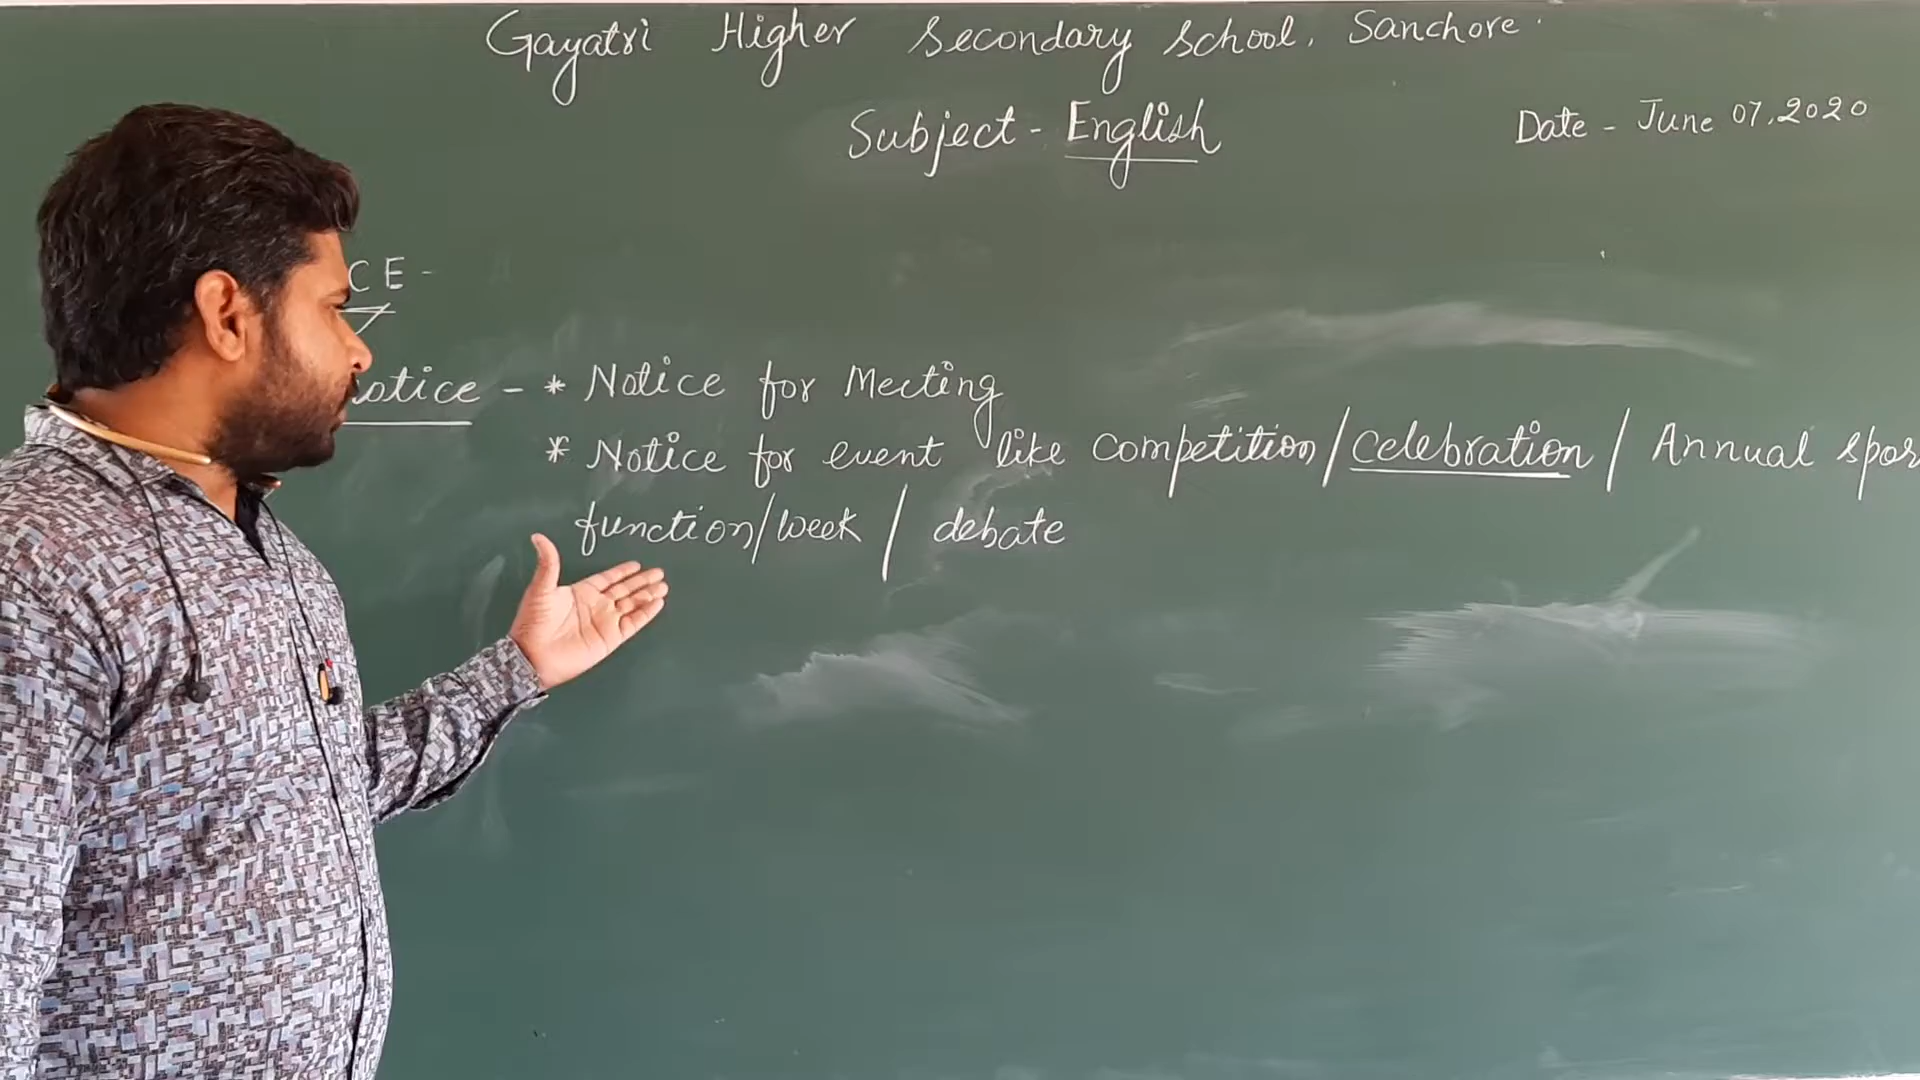 Gayatri Higher Secondary School, Sanchore.
Subject - English
Date - June 07, 2020
CE -
otice - * Notice for Meeting
* Notice for event like competition / celebration / Annual spor
function/week / debate